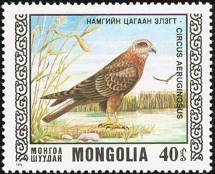 НАМГИЙН ЦАГААН ЭЛЭГТ
CIRCUS AERUGINOSUS
МОНГОЛ
ШУУДАН
MONGOLIA 40₮